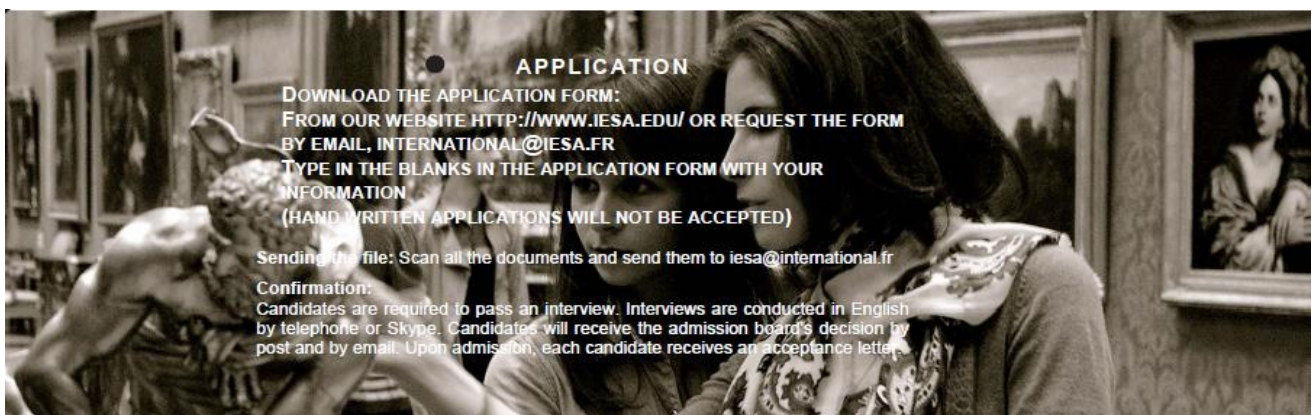 APPLICATION
DOWNLOAD THE APPLICATION FORM:
FROM OUR WEBSITE HTTP://WWW.IESA.EDU/ OR REQUEST THE FORM
BY EMAIL, INTERNATIONAL@IESA.FR
TYPE IN THE BLANKS IN THE APPLICATION FORM WITH YOUR
INFORMATION
(HAND WRITTEN APPLICATIONS WILL NOT BE ACCEPTED)
Sending the file: Scan all the documents and send them to iesa@international.fr
Confirmation:
Candidates are required to pass an interview. Interviews are conducted in English
by telephone or Skype. Candidates will receive the admission board's decision by
post and by email. Upon admission, each candidate receives an acceptance letter.